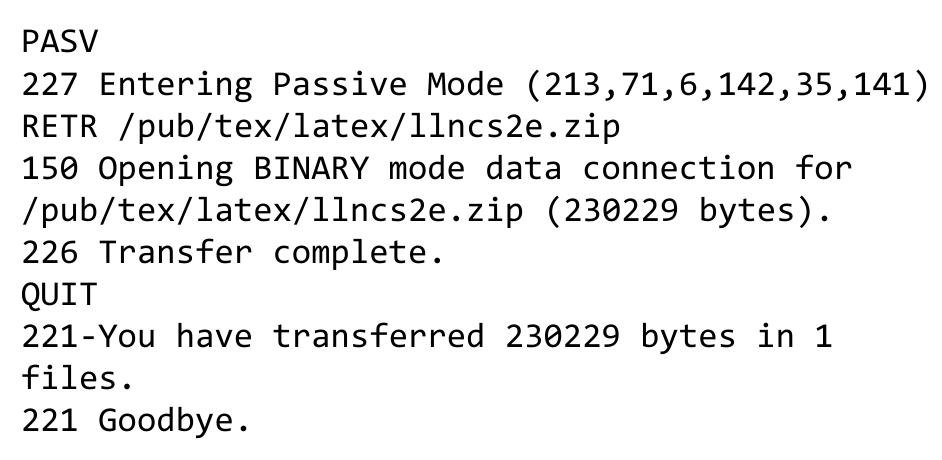 PASV
227 Entering Passive Mode (213,71,6,142,35,141)
RETR /pub/tex/latex/llncs2e.zip
150 Opening BINARY mode data connection for
/pub/tex/latex/llncs2e.zip (230229 bytes).
226 Transfer complete.
QUIT
221-You have transferred 230229 bytes in 1
files.
221 Goodbye.